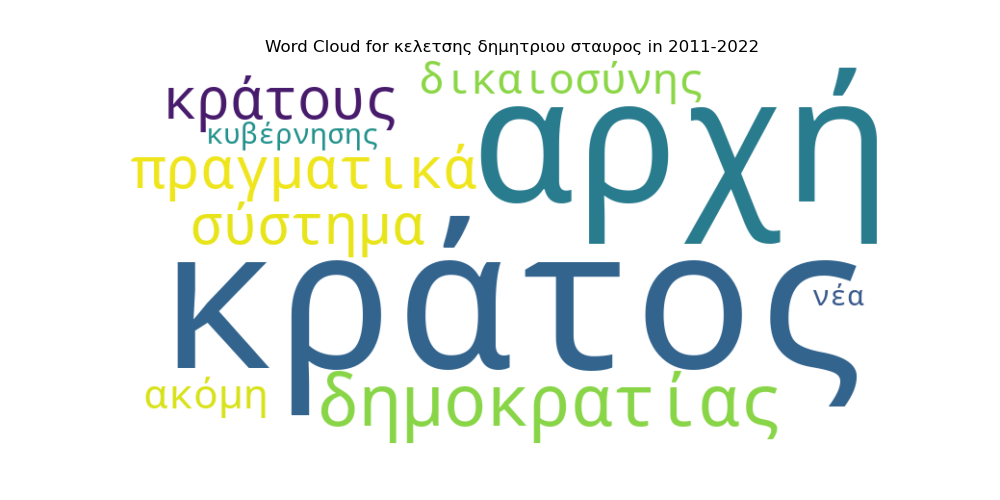 Word Cloud for κελετσης δημητριου σταυρος in 2011-2022
δικαιοσύνης
κράτους
αρχή
κυβέρνησης
πραγματικά
σύστημα
κράτος
νέα
ακόμη
δημοκρατίας